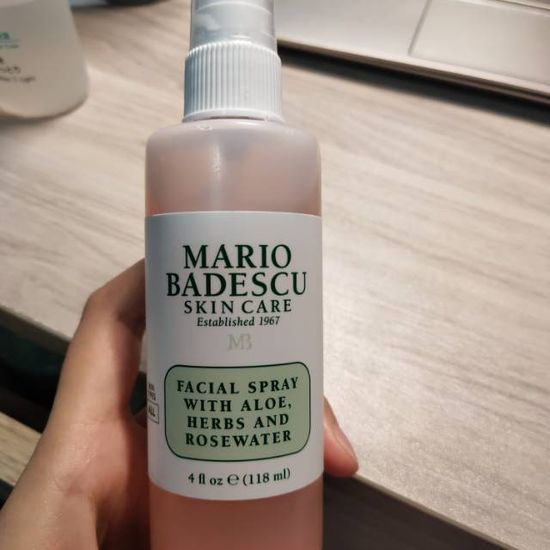 MARIO
BADESCU
SKIN CARE
Established 1967
MB
FACIAL SPRAY
WITH ALOE,
HERBS AND
ROSEWATER
4 fl oz ℮ (118 ml)
ALL